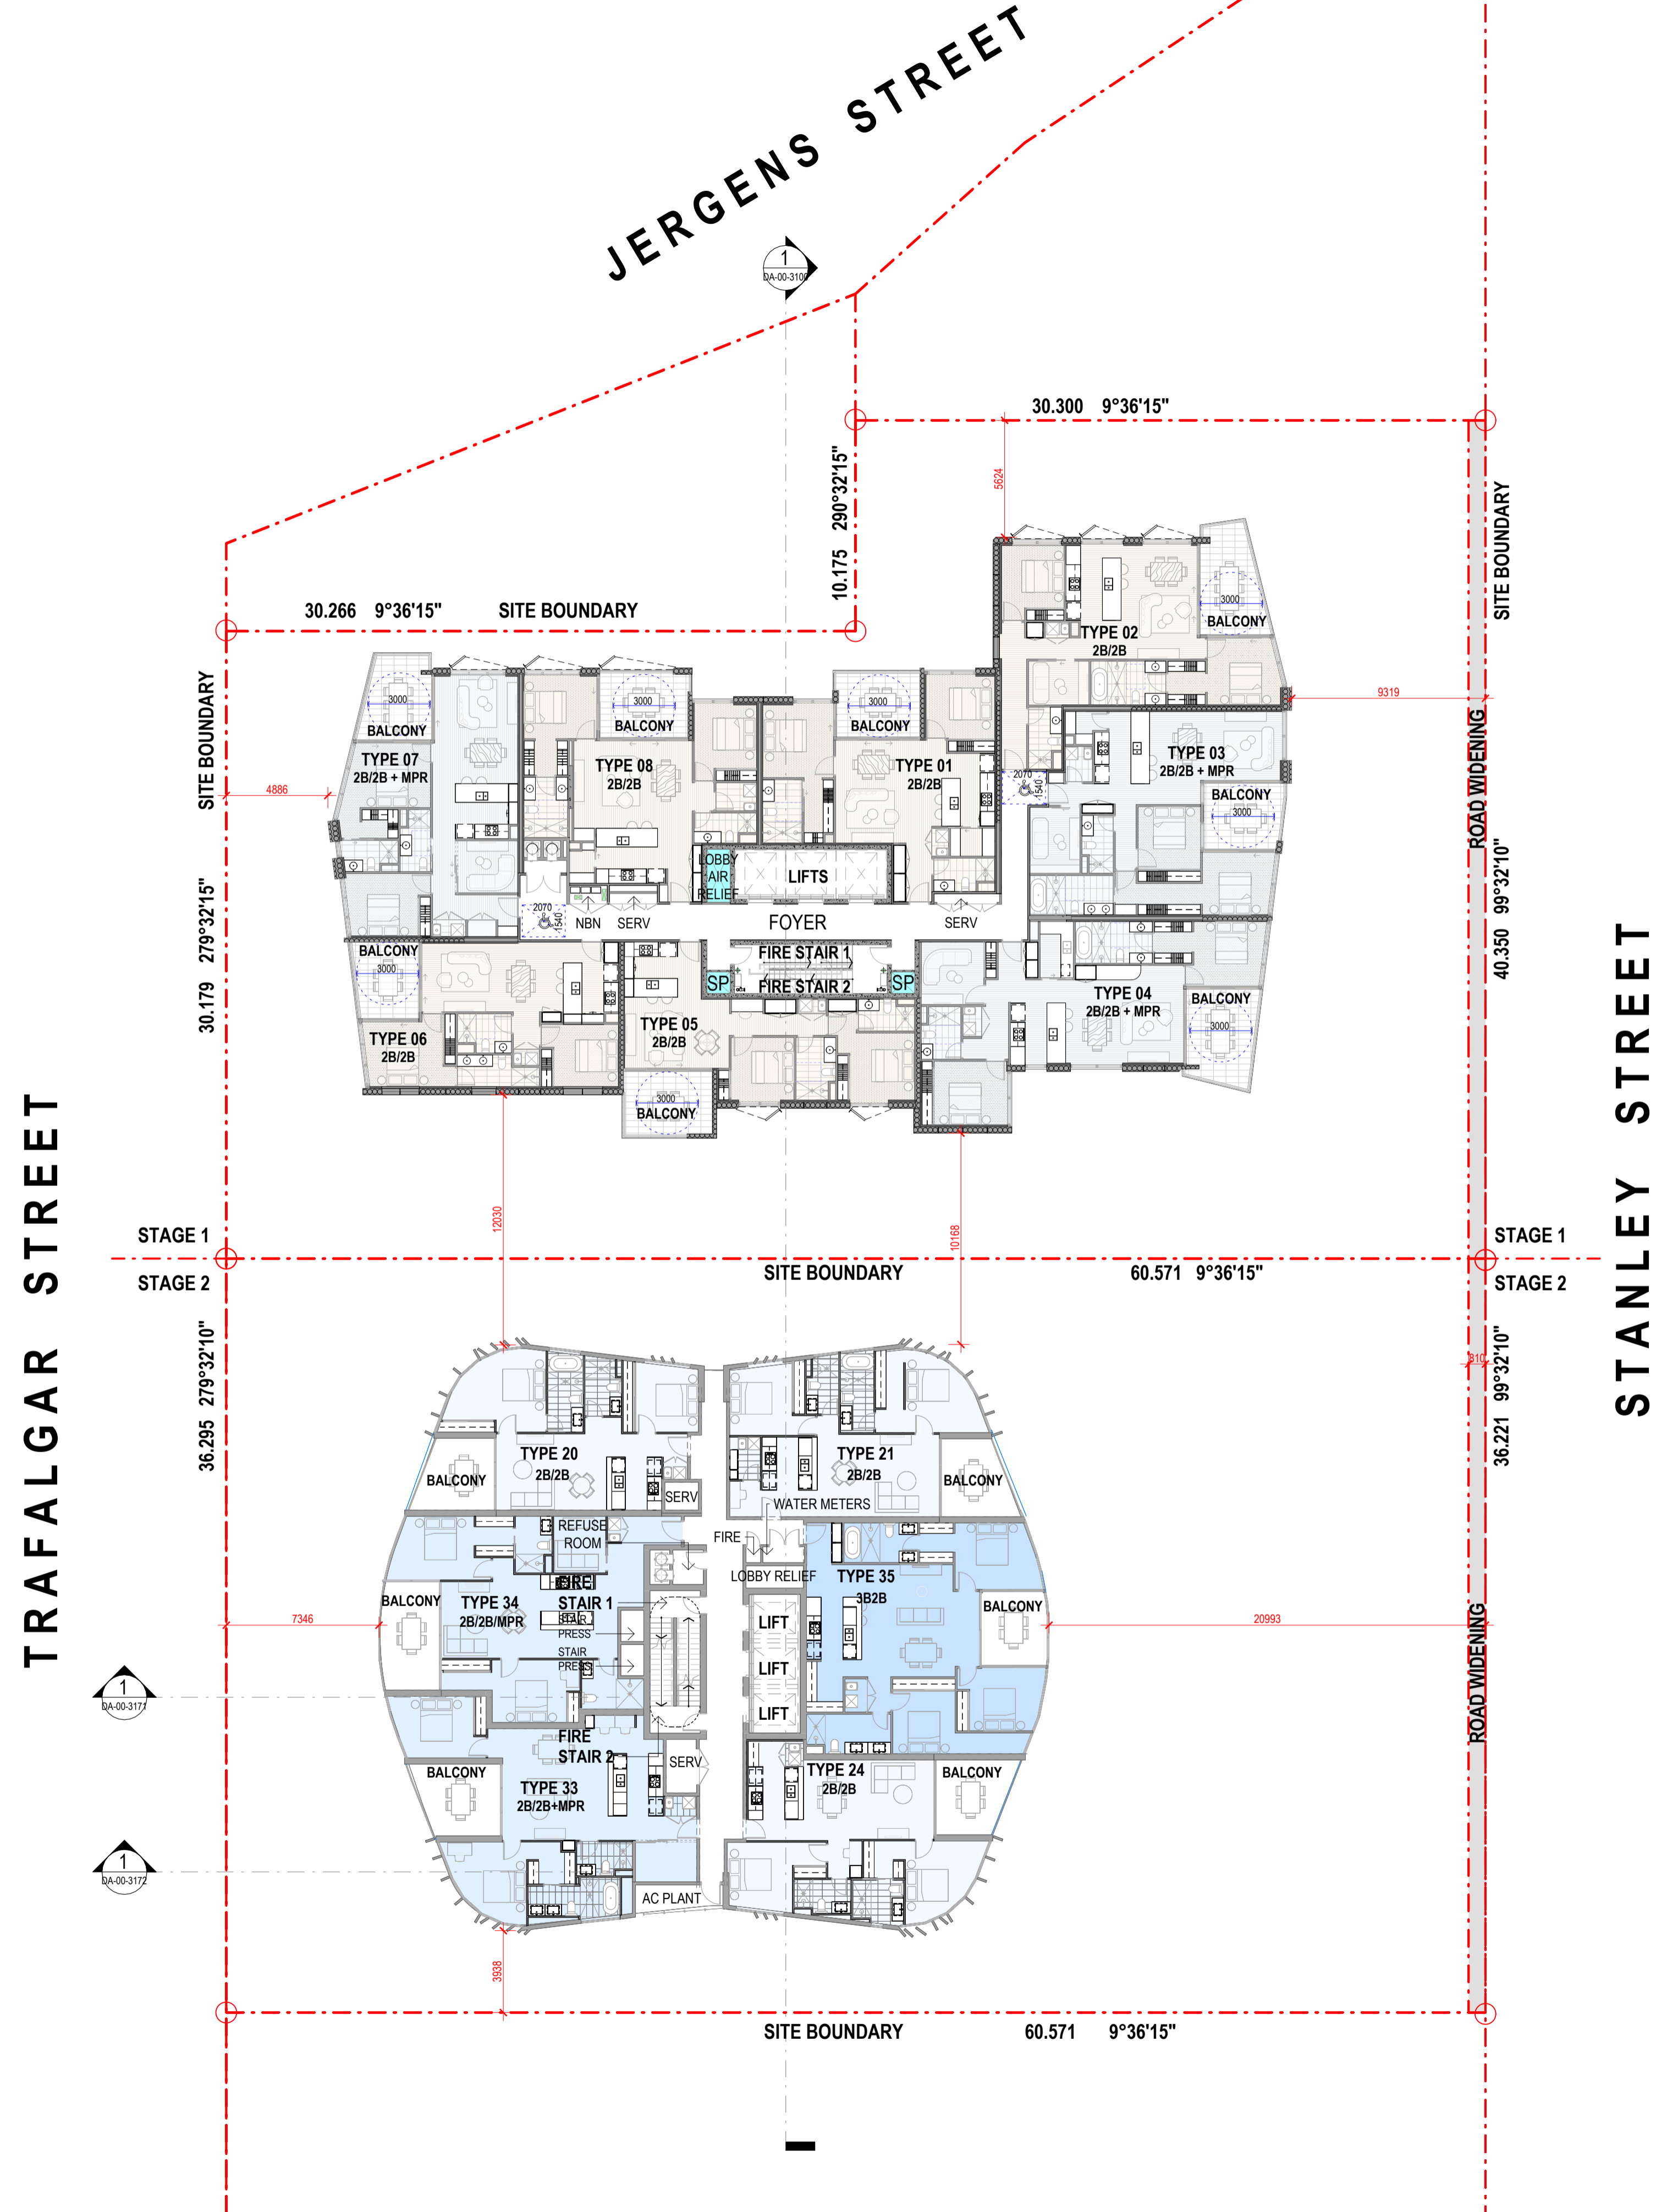 JERGENS STREET
1
DA-00-3100
30.300 9°36'15"
5624
10.175 290°32'15"
SITE BOUNDARY
30.266 9°36'15" SITE BOUNDARY
3000
BALCONY
TYPE 02
2B/2B
9319
SITE BOUNDARY
3000
BALCONY
TYPE 07
2B/2B + MPR
3000
BALCONY
TYPE 08
2B/2B
3000
BALCONY
TYPE 01
2B/2B
TYPE 03
2B/2B + MPR
BALCONY
3000
ROAD WIDENING
4886
2070
1540
LOBBY
AIR
RELIEF
LIFTS
2070
1540
NBN
SERV
FOYER
SERV
30.179 279°32'15"
40.350 99°32'10"
BALCONY
3000
TYPE 06
2B/2B
FIRE STAIR 1
FIRE STAIR 2
SP
SP
TYPE 05
2B/2B
3000
BALCONY
TYPE 04
2B/2B + MPR
BALCONY
3000
TRAFALGAR STREET
STANLEY STREET
12030
10168
STAGE 1
STAGE 2
STAGE 1
STAGE 2
SITE BOUNDARY 60.571 9°36'15"
36.295 279°32'10"
36.221 99°32'10"
810
TYPE 20
2B/2B
BALCONY
SERV
TYPE 21
2B/2B
BALCONY
WATER METERS
REFUSE
ROOM
FIRE
LOBBY RELIEF
TYPE 34
2B/2B/MPR
BALCONY
FIRE
STAIR 1
STAIR
PRESS
STAIR
PRESS
LIFT
LIFT
LIFT
TYPE 35
3B2B
BALCONY
7346
20993
ROAD WIDENING
1
DA-00-3171
FIRE
STAIR 2
SERV
BALCONY
TYPE 33
2B/2B+MPR
TYPE 24
2B/2B
BALCONY
1
DA-00-3172
AC PLANT
3938
SITE BOUNDARY 60.571 9°36'15"